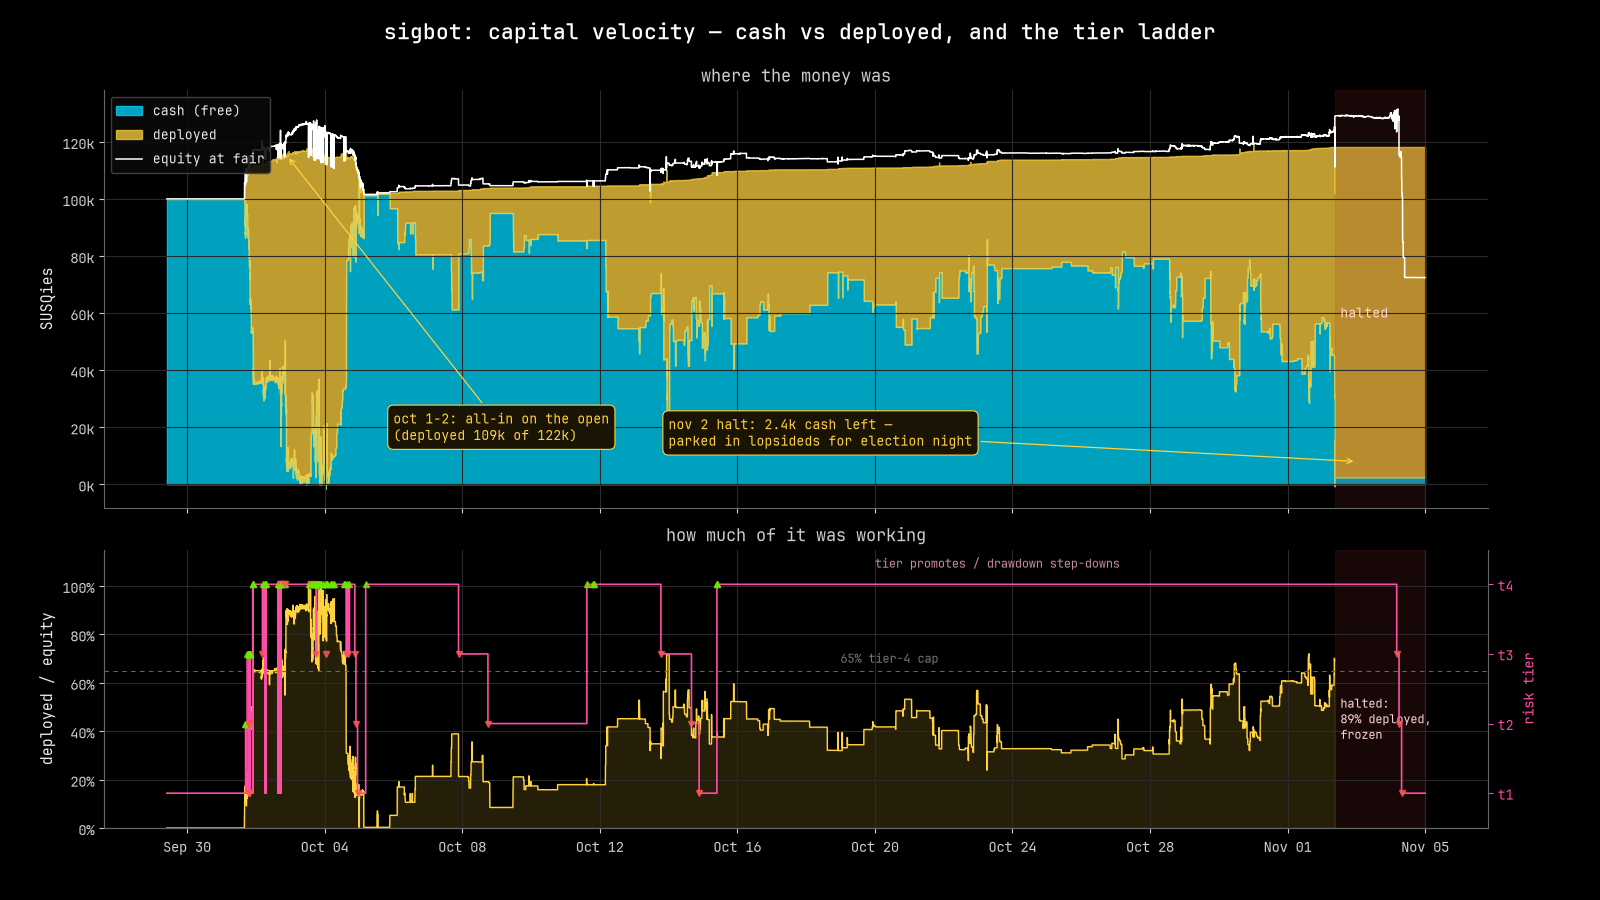 sigbot: capital velocity — cash vs deployed, and the tier ladder
where the money was
cash (free)
deployed
equity at fair
120k
100k
80k
60k
40k
20k
0k
SUSQies
halted
oct 1-2: all-in on the open
(deployed 109k of 122k)
nov 2 halt: 2.4k cash left —
parked in lopsideds for election night
how much of it was working
tier promotes / drawdown step-downs
65% tier-4 cap
halted:
89% deployed,
frozen
100%
80%
60%
40%
20%
0%
deployed / equity
t4
t3
t2
t1
risk tier
Sep 30
Oct 04
Oct 08
Oct 12
Oct 16
Oct 20
Oct 24
Oct 28
Nov 01
Nov 05